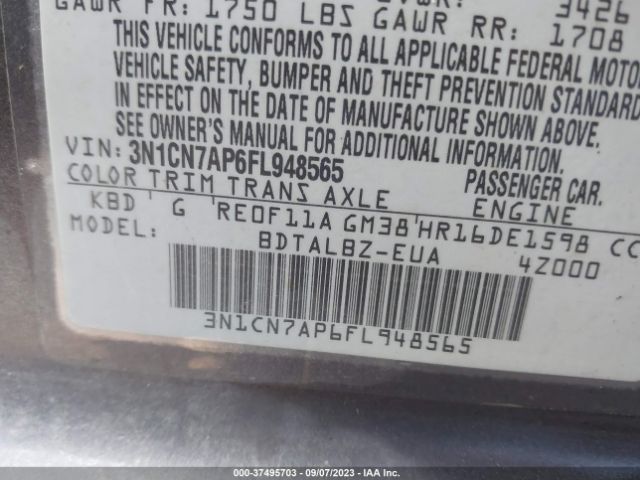 GAWR FR: 1750 LBS GAWR RR: 1708
3426
THIS VEHICLE CONFORMS TO ALL APPLICABLE FEDERAL MOTO
VEHICLE SAFETY, BUMPER AND THEFT PREVENTION STANDARD
IN EFFECT ON THE DATE OF MANUFACTURE SHOWN ABOVE.
SEE OWNER'S MANUAL FOR ADDITIONAL INFORMATION.
VIN: 3N1CN7AP6FL948565 PASSENGER CAR.
COLOR TRIM TRANS AXLE ENGINE
KBD G RE0F11A GM38 HR16DE1598 CC
MODEL: BDTALBZ-EUA 4Z000
3N1CN7AP6FL948565
000-37495703 - 09/07/2023 - IAA Inc.